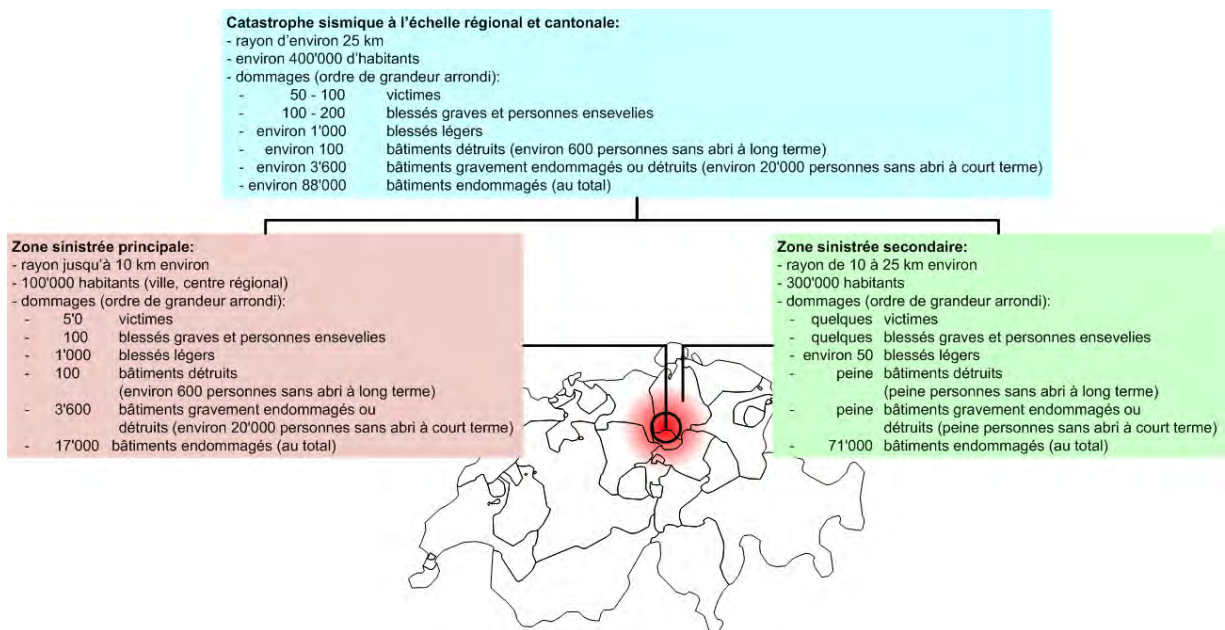 Catastrophe sismique à l'échelle régional et cantonale:
- rayon d'environ 25 km
- environ 400'000 d'habitants
- dommages (ordre de grandeur arrondi):
- 50 - 100 victimes
- 100 - 200 blessés graves et personnes ensevelies
- environ 1'000 blessés légers
- environ 100 bâtiments détruits (environ 600 personnes sans abri à long terme)
- environ 3'600 bâtiments gravement endommagés ou détruits (environ 20'000 personnes sans abri à court terme)
- environ 88'000 bâtiments endommagés (au total)
Zone sinistrée principale:
- rayon jusqu'à 10 km environ
- 100'000 habitants (ville, centre régional)
- dommages (ordre de grandeur arrondi):
- 5'0 victimes
- 100 blessés graves et personnes ensevelies
- 1'000 blessés légers
- 100 bâtiments détruits
(environ 600 personnes sans abri à long terme)
- 3'600 bâtiments gravement endommagés ou
détruits (environ 20'000 personnes sans abri à court terme)
- 17'000 bâtiments endommagés (au total)
Zone sinistrée secondaire:
- rayon de 10 à 25 km environ
- 300'000 habitants
- dommages (ordre de grandeur arrondi):
- quelques victimes
- quelques blessés graves et personnes ensevelies
- environ 50 blessés légers
- peine bâtiments détruits
(peine personnes sans abri à long terme)
- peine bâtiments gravement endommagés ou
détruits (peine personnes sans abri à court terme)
- 71'000 bâtiments endommagés (au total)